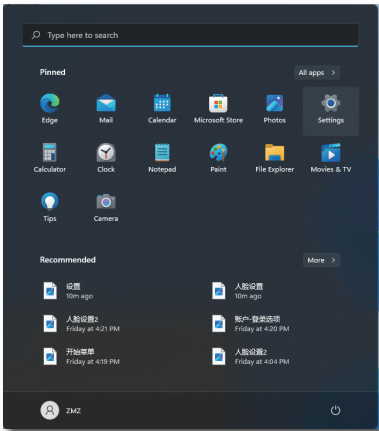 Type here to search
Pinned
All apps >
Edge
Mail
Calendar
Microsoft Store
Photos
Settings
Calculator
Clock
Notepad
Paint
File Explorer
Movies & TV
Tips
Camera
Recommended
More >
设置
10m ago
人脸设置
10m ago
人脸设置2
Friday at 4:21 PM
账户-登录选项
Friday at 4:20 PM
开始菜单
Friday at 4:19 PM
人脸设置2
Friday at 4:04 PM
ZMZ